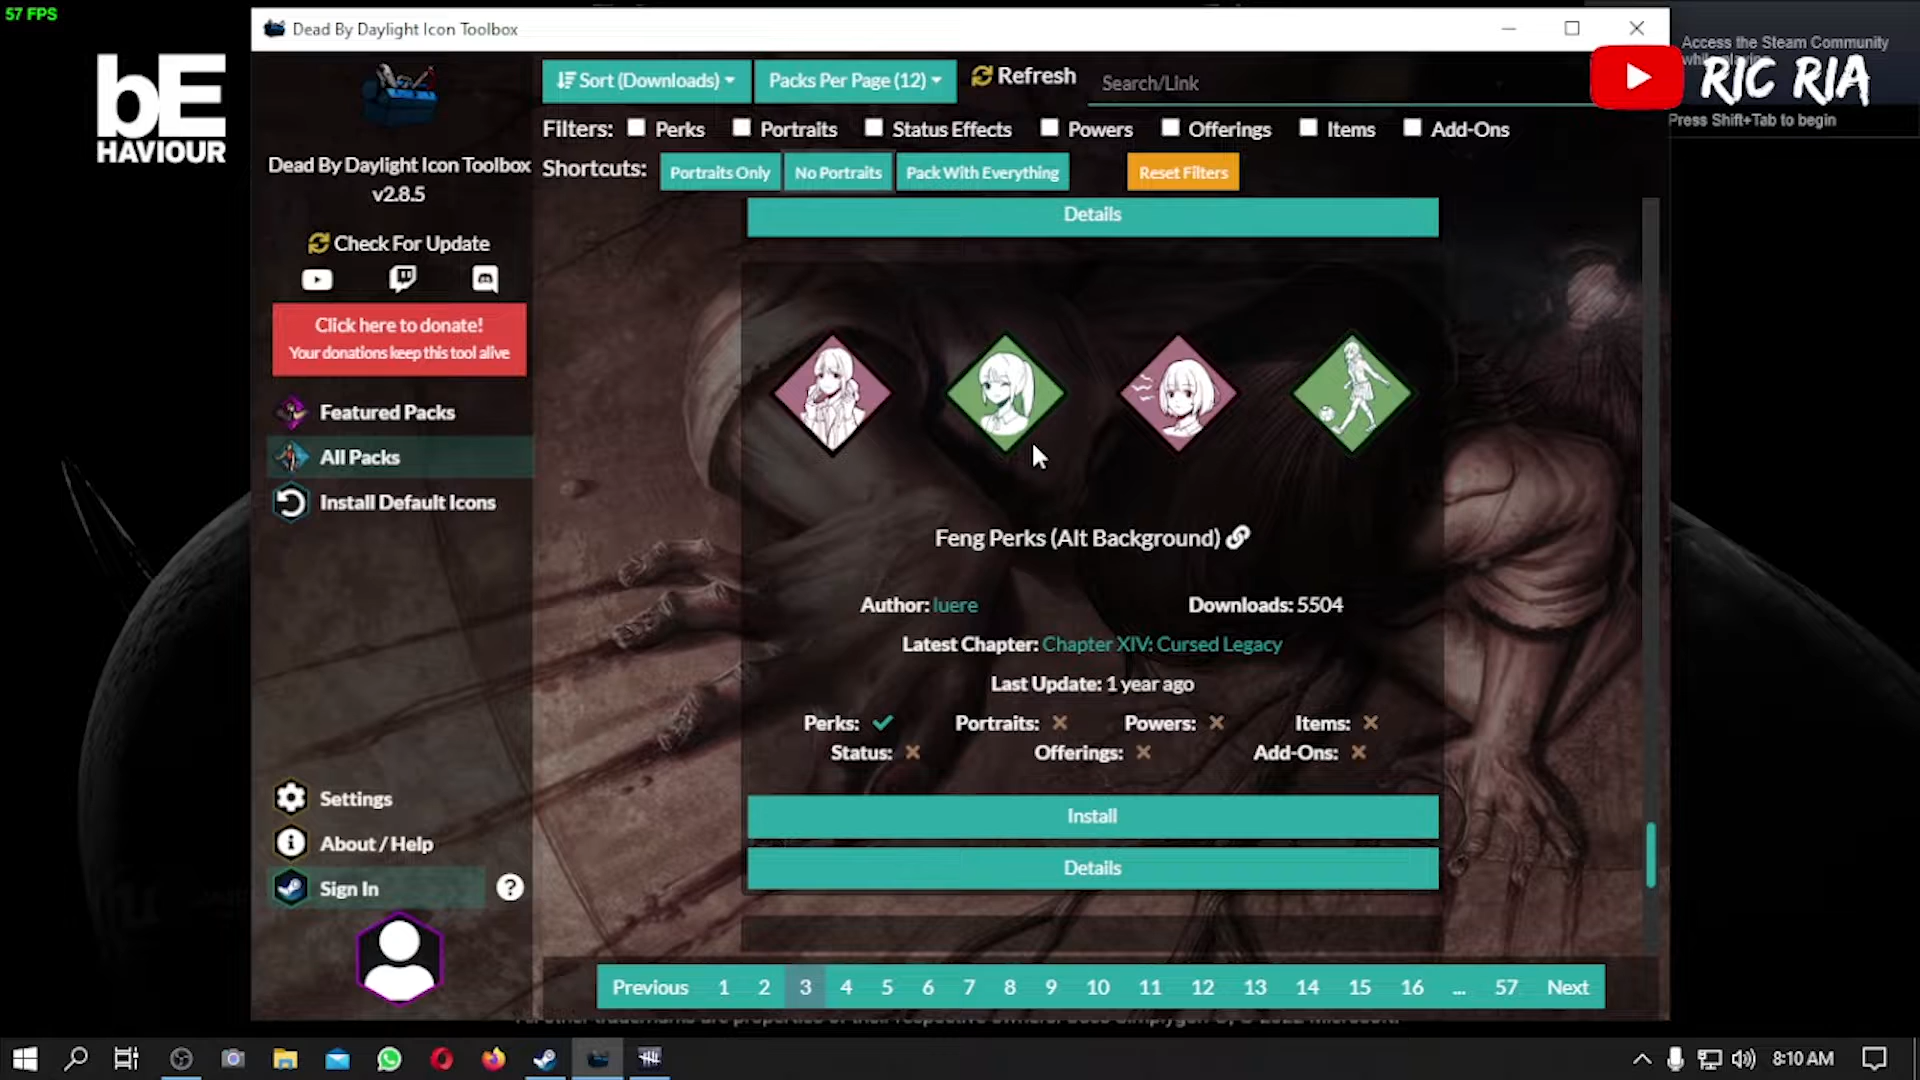 57 FPS
bE
HAVIOUR
Dead By Daylight Icon Toolbox
Access the Steam Community
Press Shift+Tab to begin
RIC RIA
Dead By Daylight Icon Toolbox
v2.8.5
Check For Update
Click here to donate!
Your donations keep this tool alive
Featured Packs
All Packs
Install Default Icons
Settings
About / Help
Sign In
?
Sort (Downloads)
Packs Per Page (12)
Refresh
Search/Link
Filters: Perks Portraits Status Effects Powers Offerings Items Add-Ons
Shortcuts: Portraits Only No Portraits Pack With Everything Reset Filters
Details
Feng Perks (Alt Background)
Author: luere Downloads: 5504
Latest Chapter: Chapter XIV: Cursed Legacy
Last Update: 1 year ago
Perks: Portraits: Powers: Items:
Status: Offerings: Add-Ons:
Install
Details
Previous 1 2 3 4 5 6 7 8 9 10 11 12 13 14 15 16 ... 57 Next
8:10 AM